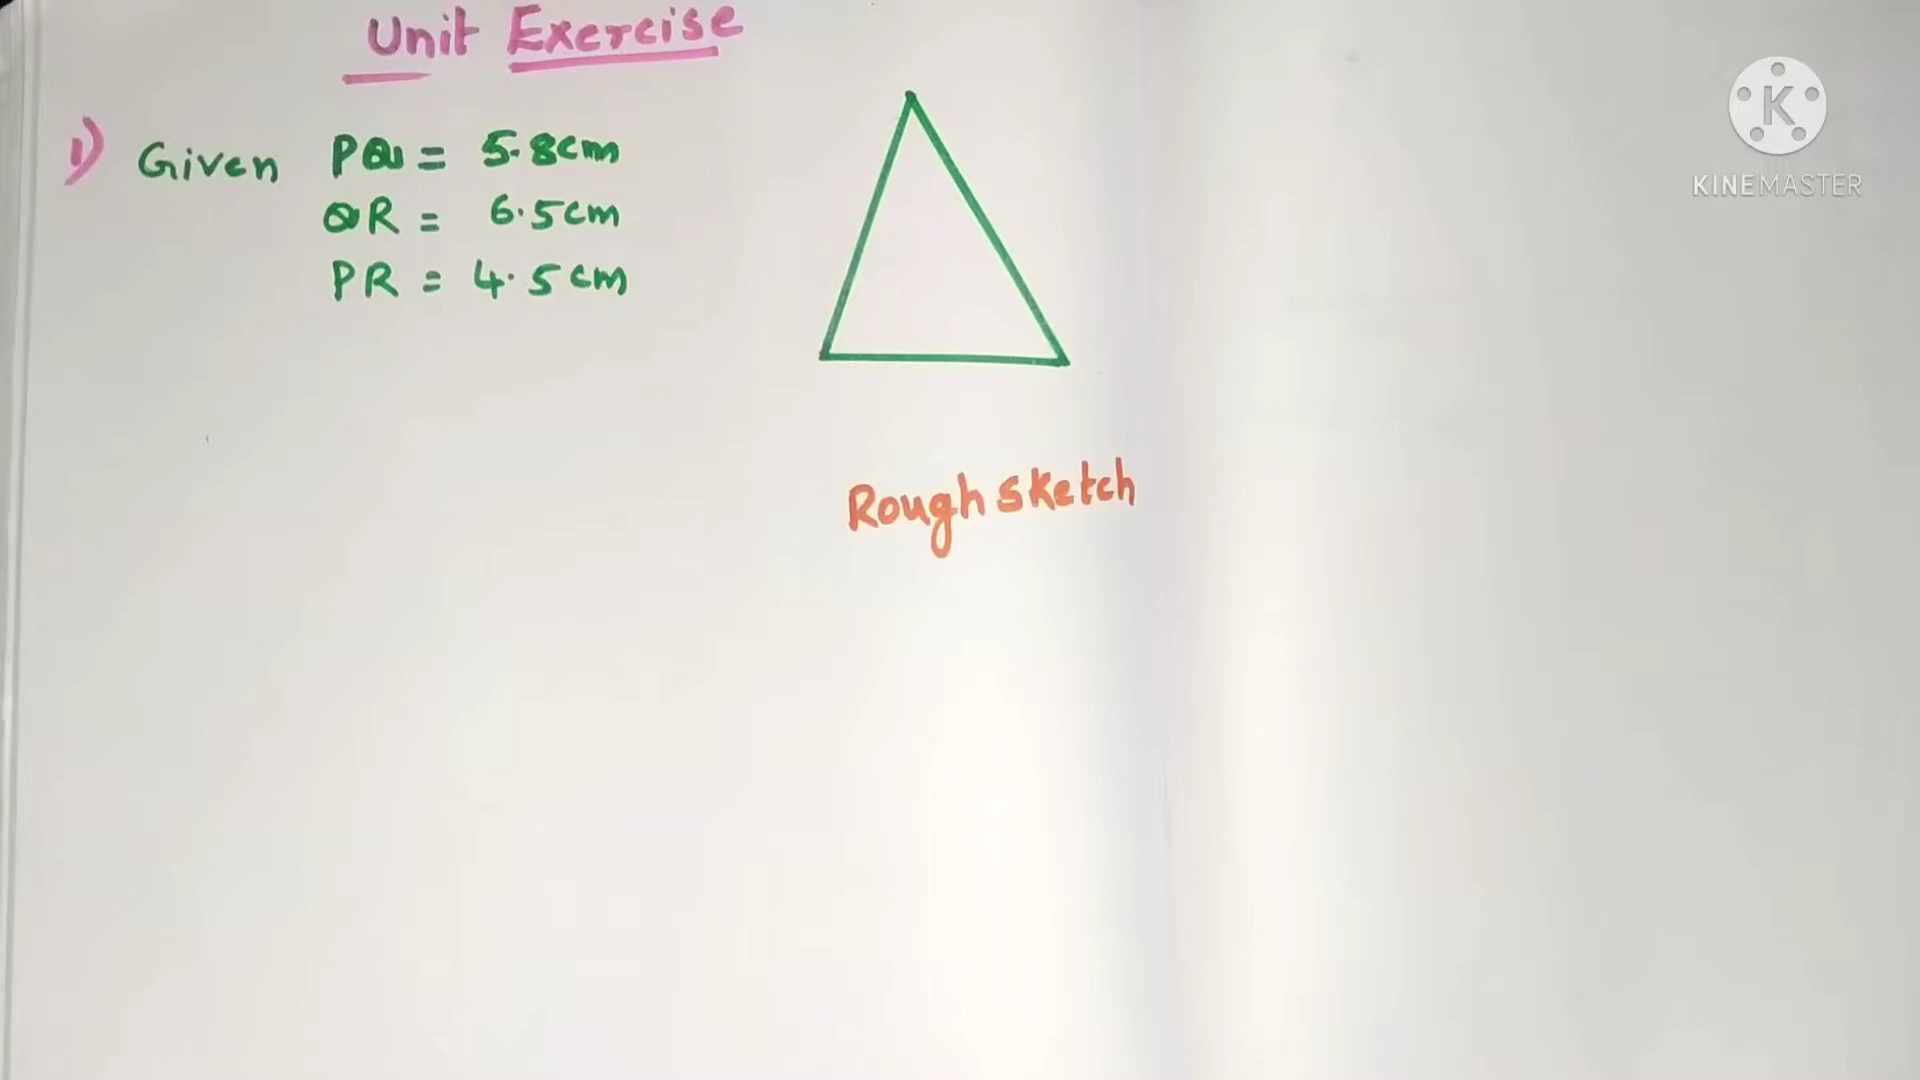 Unit Exercise
1) Given PQ = 5.8cm
QR = 6.5cm
PR = 4.5cm
Rough sketch
K
KINEMASTER